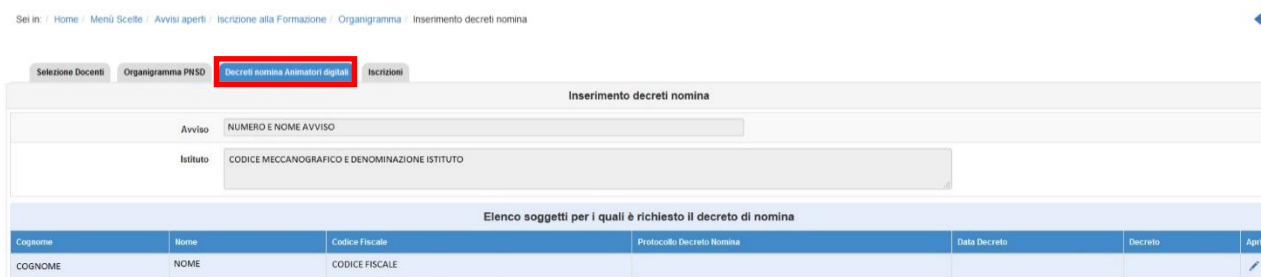 Sei in: / Home / Menù Scelte / Avvisi aperti / Iscrizione alla Formazione / Organigramma / Inserimento decreti nomina
Selezione Docenti Organigramma PNSD Decreti nomina Animatori digitali Iscrizioni
Inserimento decreti nomina
Avviso NUMERO E NOME AVVISO
Istituto CODICE MECCANOGRAFICO E DENOMINAZIONE ISTITUTO
Elenco soggetti per i quali è richiesto il decreto di nomina
Cognome Nome Codice Fiscale Protocollo Decreto Nomina Data Decreto Decreto Apri
COGNOME NOME CODICE FISCALE